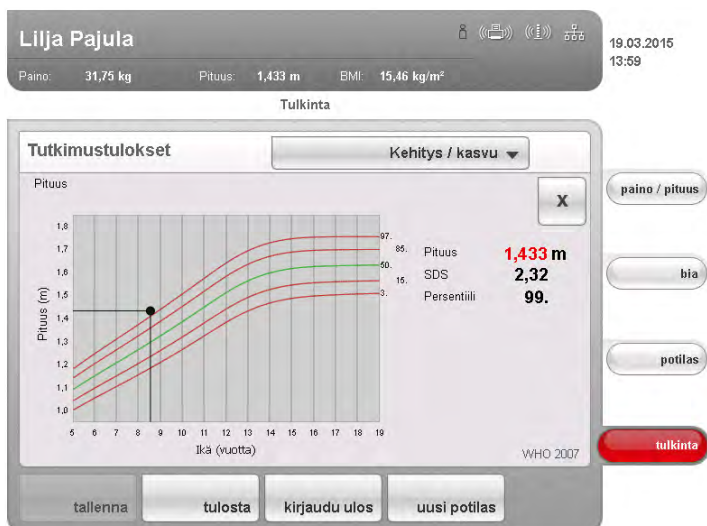 Lilja Pajula
19.03.2015
13:59
Paino: 31,75 kg Pituus: 1,433 m BMI: 15,46 kg/m²
Tulkinta
Tutkimustulokset
Kehitys / kasvu
Pituus
X
1,8
1,7
1,6
1,5
1,4
1,3
1,2
1,1
1,0
Pituus (m)
97.
85.
50.
15.
3.
5 6 7 8 9 10 11 12 13 14 15 16 17 18 19
Ikä (vuotta)
Pituus 1,433 m
SDS 2,32
Persentiili 99.
WHO 2007
paino / pituus
bia
potilas
tulkinta
tallenna
tulosta
kirjaudu ulos
uusi potilas